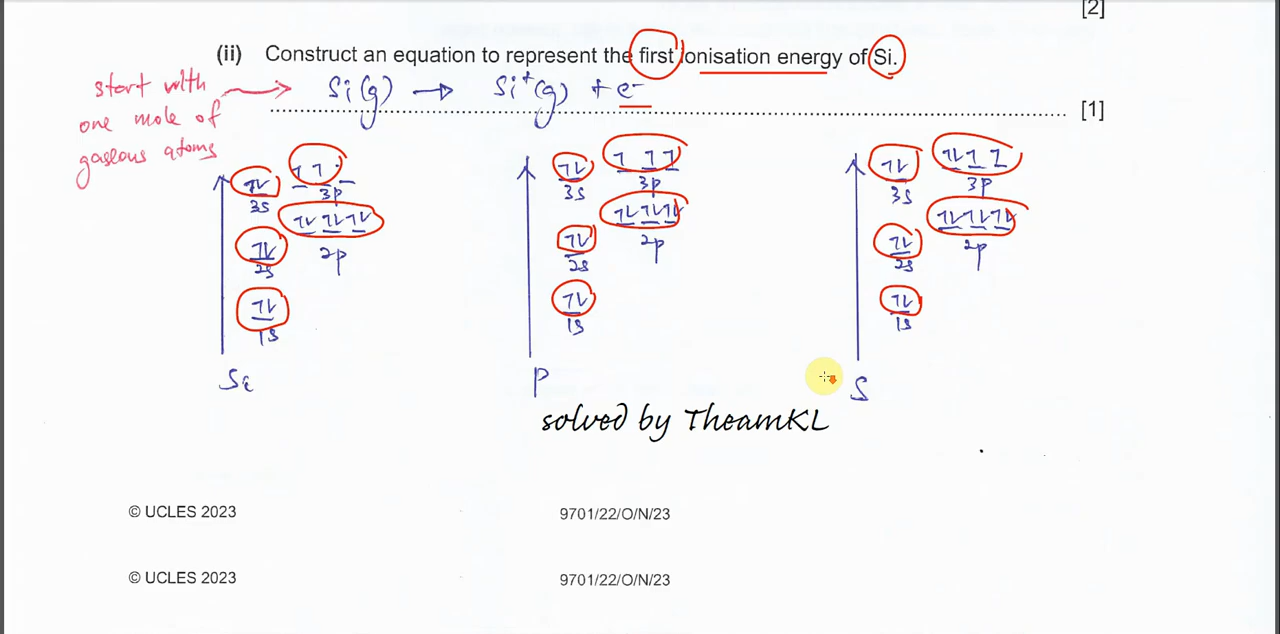 [2]
(ii) Construct an equation to represent the first ionisation energy of Si.
start with
one mole of
gaseous atoms
Si(g) → Si⁺(g) + e⁻
[1]
3s 3p
2p
2s
1s
Si
3s 3p
2p
2s
1s
P
3s 3p
2p
2s
1s
S
solved by TheamKL
© UCLES 2023 9701/22/O/N/23
© UCLES 2023 9701/22/O/N/23